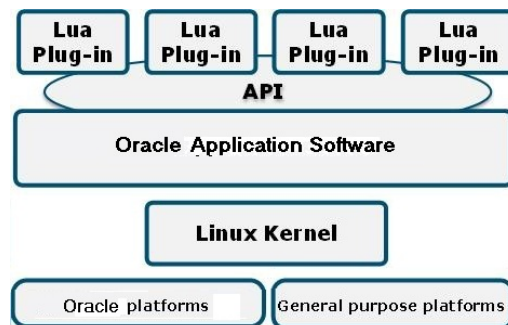 Lua
Plug-in
Lua
Plug-in
Lua
Plug-in
Lua
Plug-in
API
Oracle Application Software
Linux Kernel
Oracle platforms
General purpose platforms